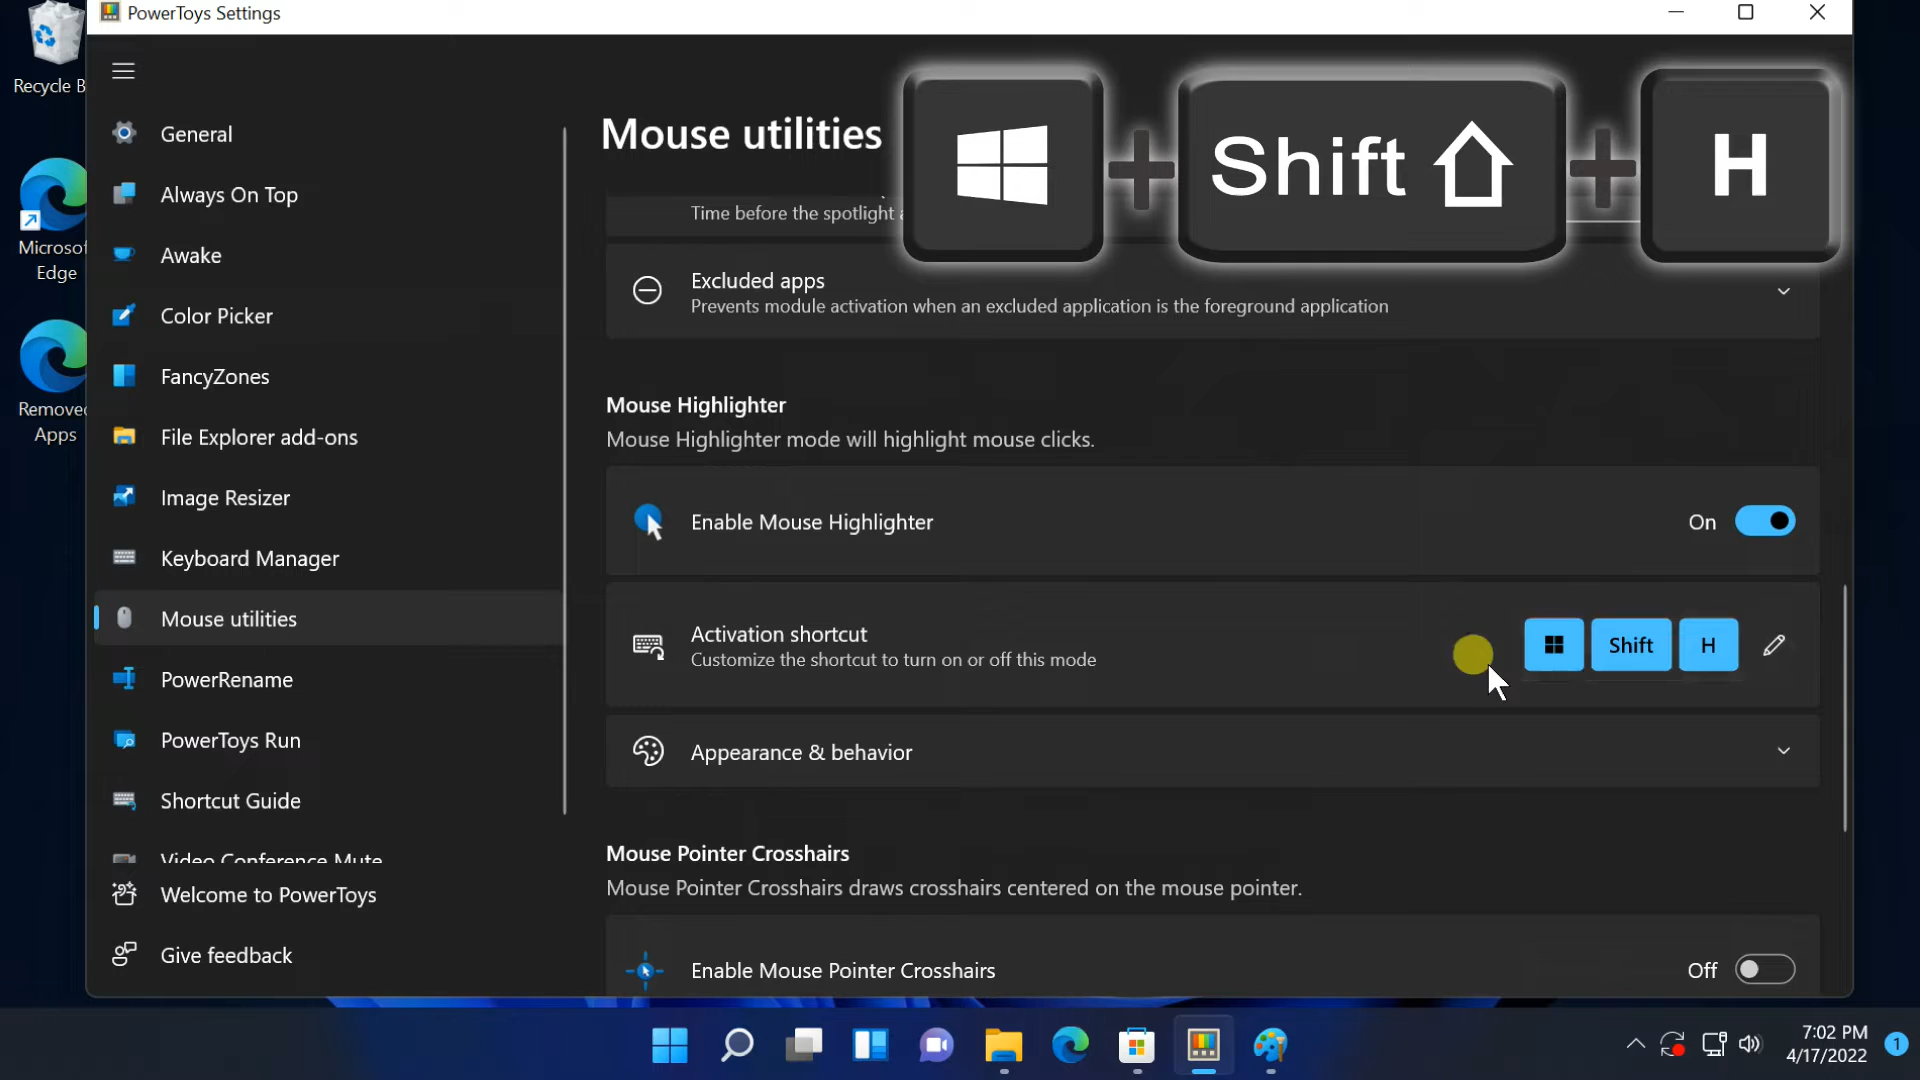 PowerToys Settings
Recycle B
Microsof
Edge
Remove
Apps
General
Always On Top
Awake
Color Picker
FancyZones
File Explorer add-ons
Image Resizer
Keyboard Manager
Mouse utilities
PowerRename
PowerToys Run
Shortcut Guide
Video Conference Mute
Welcome to PowerToys
Give feedback
Mouse utilities
+ Shift + H
Time before the spotlight
Excluded apps
Prevents module activation when an excluded application is the foreground application
Mouse Highlighter
Mouse Highlighter mode will highlight mouse clicks.
Enable Mouse Highlighter
On
Activation shortcut
Customize the shortcut to turn on or off this mode
Shift H
Appearance & behavior
Mouse Pointer Crosshairs
Mouse Pointer Crosshairs draws crosshairs centered on the mouse pointer.
Enable Mouse Pointer Crosshairs
Off
7:02 PM
4/17/2022
1